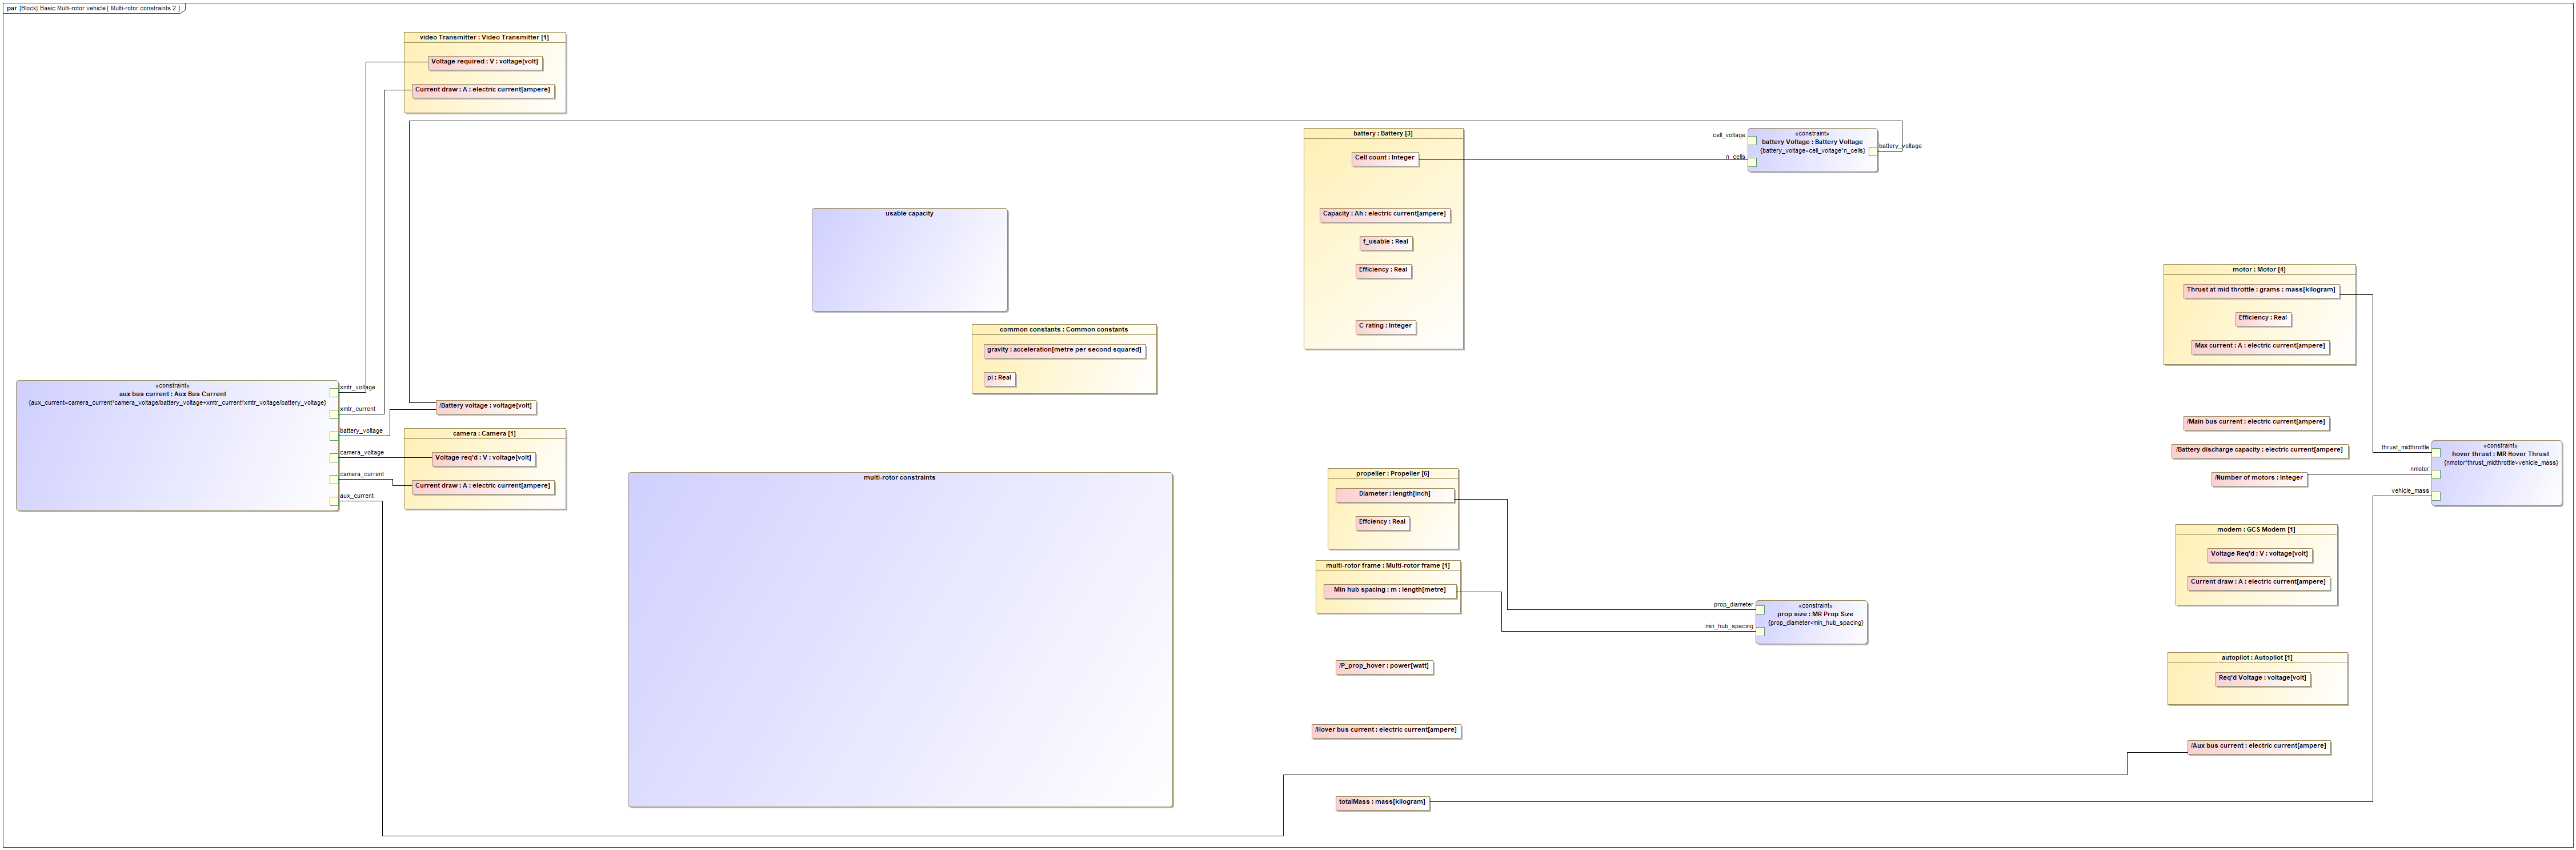 par [Block] Basic Multi-rotor vehicle[ Multi-rotor constraints 2 ]
video Transmitter : Video Transmitter [1]
Voltage required : V : voltage[volt]
Current draw : A : electric current[ampere]
battery : Battery [3]
Cell count : Integer
Capacity : Ah : electric current[ampere]
f_usable : Real
Efficiency : Real
C rating : Integer
cell_voltage
n_cells
«constraint»
battery Voltage : Battery Voltage
{battery_voltage=cell_voltage*n_cells}
battery_voltage
usable capacity
common constants : Common constants
gravity : acceleration[metre per second squared]
pi : Real
motor : Motor [4]
Thrust at mid throttle : grams : mass[kilogram]
Efficiency : Real
Max current : A : electric current[ampere]
«constraint»
aux bus current : Aux Bus Current
{aux_current=camera_current*camera_voltage/battery_voltage+xmtr_current*xmtr_voltage/battery_voltage}
xmtr_voltage
xmtr_current
battery_voltage
camera_voltage
camera_current
aux_current
/Battery voltage : voltage[volt]
camera : Camera [1]
Voltage req'd : V : voltage[volt]
Current draw : A : electric current[ampere]
multi-rotor constraints
/Main bus current : electric current[ampere]
/Battery discharge capacity : electric current[ampere]
/Number of motors : Integer
thrust_midthrottle
nmotor
vehicle_mass
«constraint»
hover thrust : MR Hover Thrust
{nmotor*thrust_midthrottle=vehicle_mass}
propeller : Propeller [6]
Diameter : length[inch]
Effciency : Real
multi-rotor frame : Multi-rotor frame [1]
Min hub spacing : m : length[metre]
prop_diameter
min_hub_spacing
«constraint»
prop size : MR Prop Size
{prop_diameter<min_hub_spacing}
modem : GCS Modem [1]
Voltage Req'd : V : voltage[volt]
Current draw : A : electric current[ampere]
/P_prop_hover : power[watt]
autopilot : Autopilot [1]
Req'd Voltage : voltage[volt]
/Hover bus current : electric current[ampere]
/Aux bus current : electric current[ampere]
totalMass : mass[kilogram]